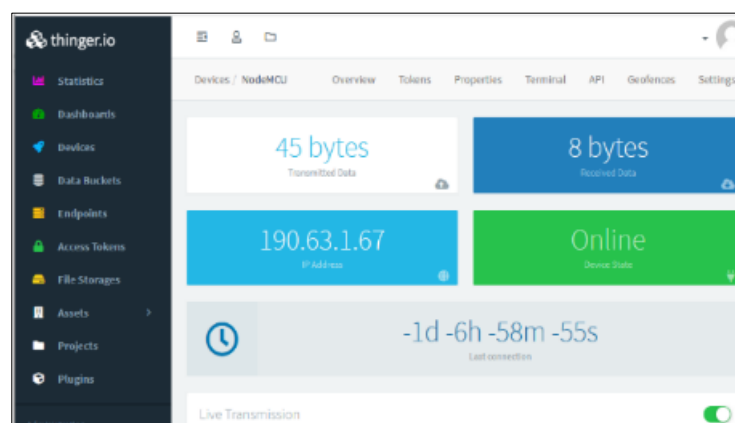 thinger.io
Statistics
Dashboards
Devices
Data Buckets
Endpoints
Access Tokens
File Storages
Assets
Projects
Plugins
Devices / NodeMCU Overview Tokens Properties Terminal API Geofences Settings
45 bytes
Transmitted Data
8 bytes
Received Data
190.63.1.67
IP Address
Online
Device State
-1d -6h -58m -55s
Last connection
Live Transmission